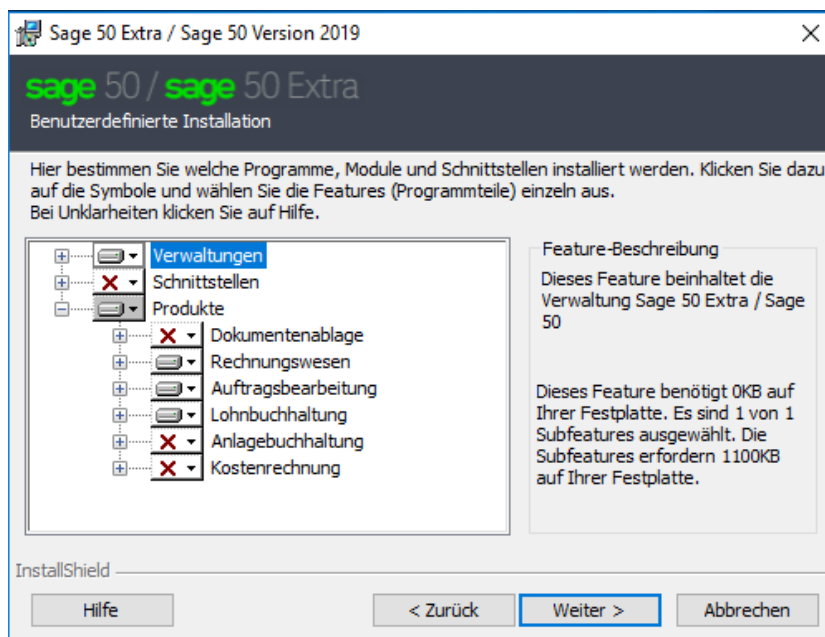 Sage 50 Extra / Sage 50 Version 2019
sage 50 / sage 50 Extra
Benutzerdefinierte Installation
Hier bestimmen Sie welche Programme, Module und Schnittstellen installiert werden. Klicken Sie dazu
auf die Symbole und wählen Sie die Features (Programmteile) einzeln aus.
Bei Unklarheiten klicken Sie auf Hilfe.
Verwaltungen
Schnittstellen
Produkte
Dokumentenablage
Rechnungswesen
Auftragsbearbeitung
Lohnbuchhaltung
Anlagebuchhaltung
Kostenrechnung
Feature-Beschreibung
Dieses Feature beinhaltet die
Verwaltung Sage 50 Extra / Sage
50
Dieses Feature benötigt 0KB auf
Ihrer Festplatte. Es sind 1 von 1
Subfeatures ausgewählt. Die
Subfeatures erfordern 1100KB
auf Ihrer Festplatte.
InstallShield
Hilfe
< Zurück
Weiter >
Abbrechen